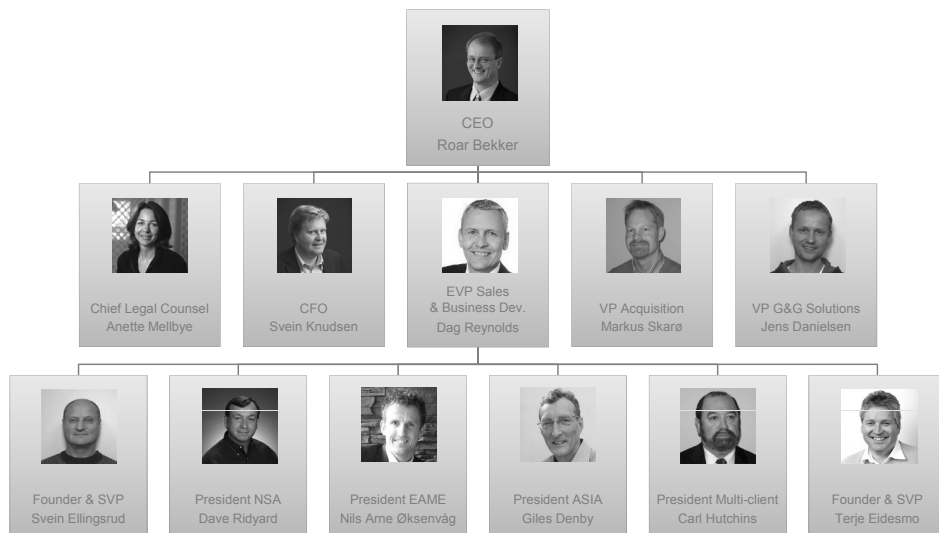 CEO
Roar Bekker
Chief Legal Counsel
Anette Mellbye
CFO
Svein Knudsen
EVP Sales
& Business Dev.
Dag Reynolds
VP Acquisition
Markus Skarø
VP G&G Solutions
Jens Danielsen
Founder & SVP
Svein Ellingsrud
President NSA
Dave Ridyard
President EAME
Nils Arne Øksenvåg
President ASIA
Giles Denby
President Multi-client
Carl Hutchins
Founder & SVP
Terje Eidesmo